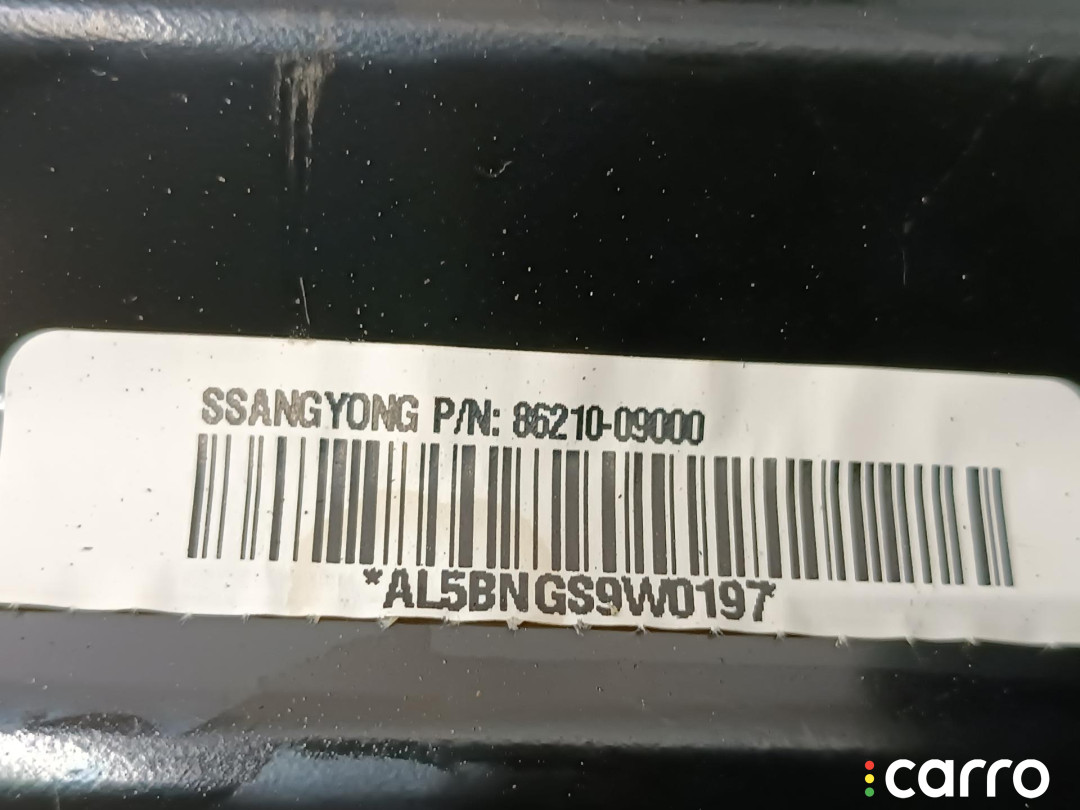 SSANGYONG P/N: 86210-09000
*AL5BNGS9W0197*
carro